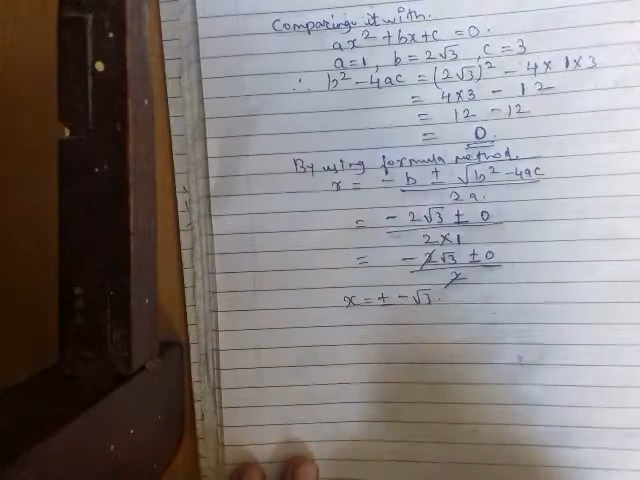 Comparing it with.
ax² + bx + c = 0.
a=1, b = 2√3, c = 3
∴ b² - 4ac = (2√3)² - 4 × 1 × 3
= 4×3 - 12
= 12 - 12
= 0.
By using formula method.
x = - b ± √b² - 4ac
2a.
= - 2√3 ± 0
2×1
= - 2√3 ± 0
2
x = ± - √3.